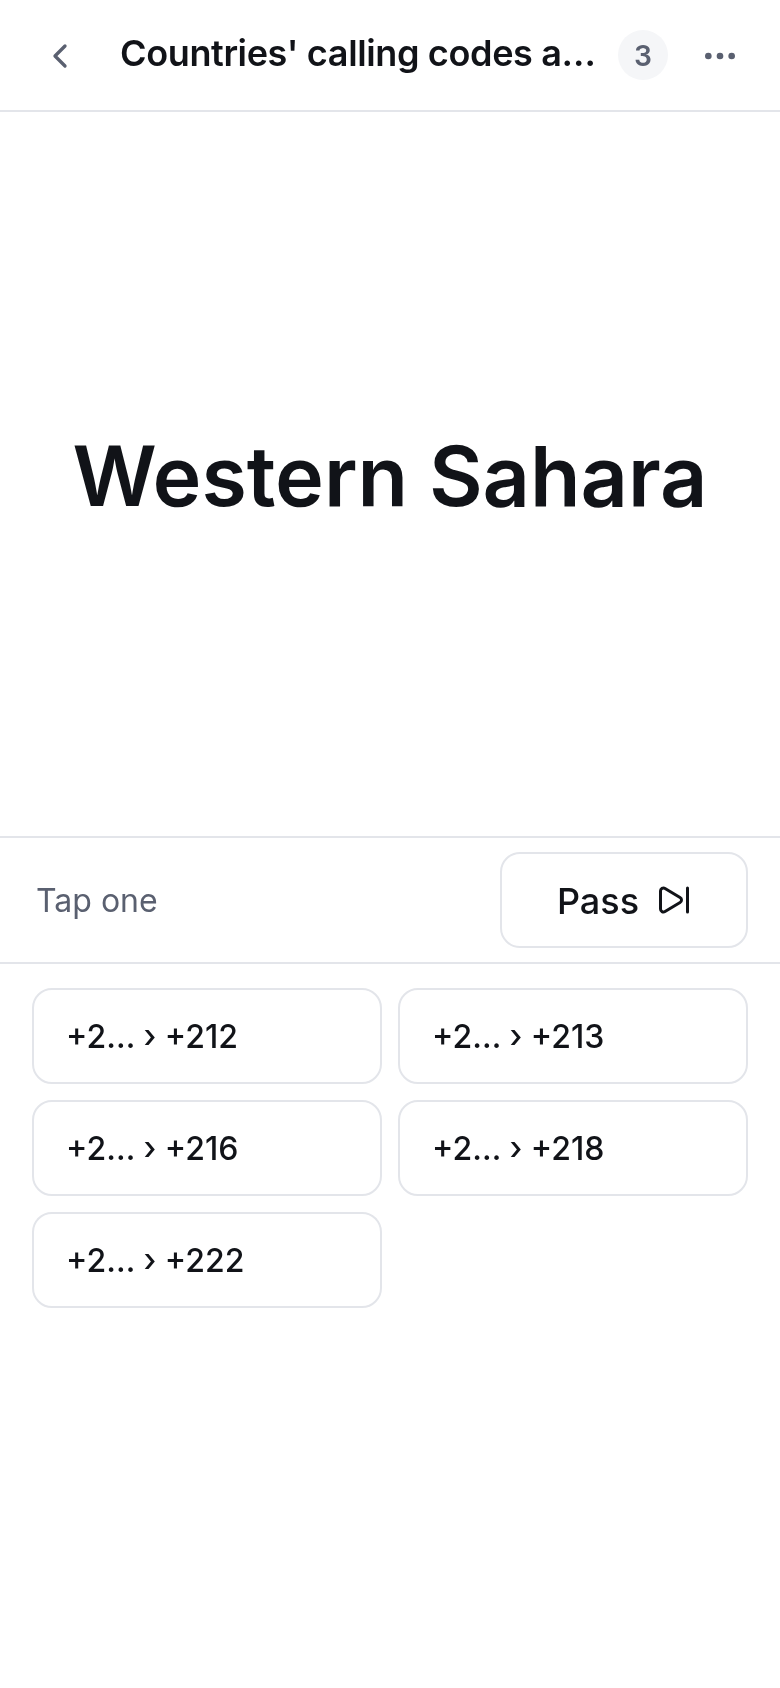 Countries' calling codes a... 3
Western Sahara
Tap one
Pass
+2... › +212
+2... › +213
+2... › +216
+2... › +218
+2... › +222